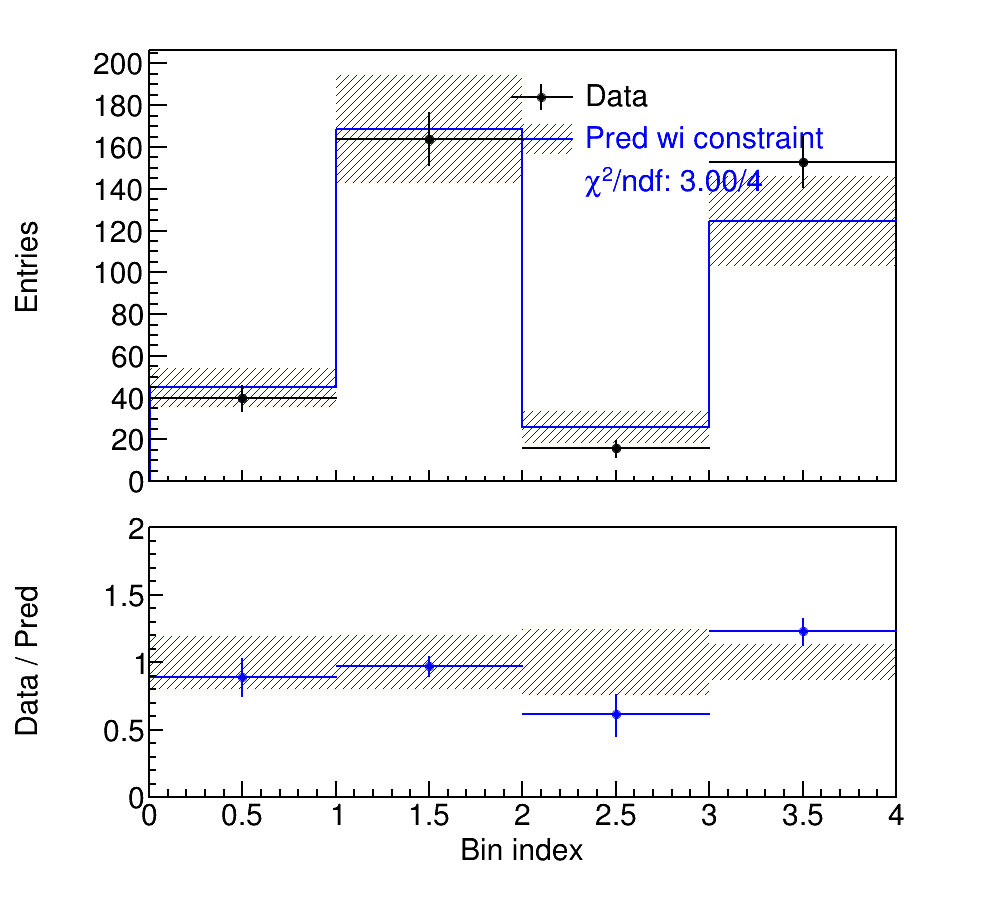 200
180
160
140
120
100
80
60
40
20
0
Entries
Data
Pred wi constraint
χ²/ndf: 3.00/4
2
1.5
1
0.5
0
Data / Pred
0 0.5 1 1.5 2 2.5 3 3.5 4
Bin index